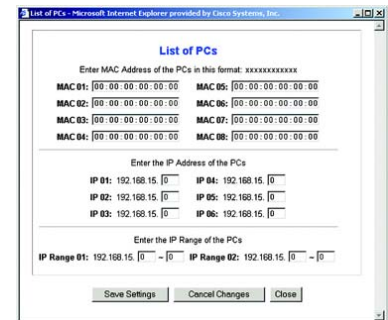 List of PCs - Microsoft Internet Explorer provided by Cisco Systems, Inc.
List of PCs
Enter MAC Address of the PCs in this format: xxxxxxxxxxxx
MAC 01: 00:00:00:00:00:00 MAC 05: 00:00:00:00:00:00
MAC 02: 00:00:00:00:00:00 MAC 06: 00:00:00:00:00:00
MAC 03: 00:00:00:00:00:00 MAC 07: 00:00:00:00:00:00
MAC 04: 00:00:00:00:00:00 MAC 08: 00:00:00:00:00:00
Enter the IP Address of the PCs
IP 01: 192.168.15. 0 IP 04: 192.168.15. 0
IP 02: 192.168.15. 0 IP 05: 192.168.15. 0
IP 03: 192.168.15. 0 IP 06: 192.168.15. 0
Enter the IP Range of the PCs
IP Range 01: 192.168.15. 0 ~ 0 IP Range 02: 192.168.15. 0 ~ 0
Save Settings Cancel Changes Close